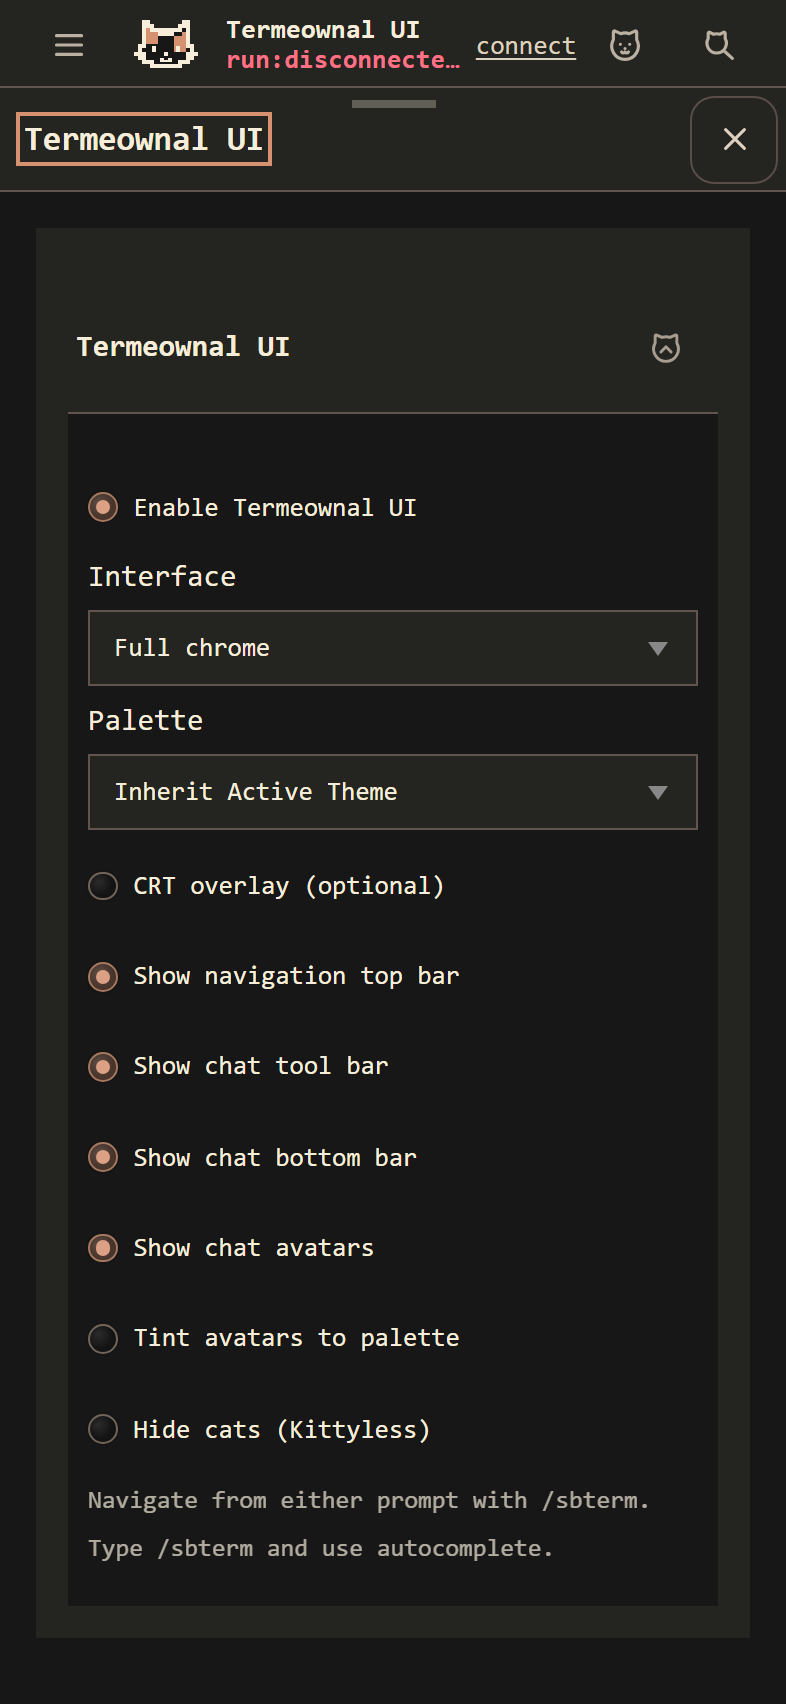 Termeownal UI
run:disconnecte…
connect
Termeownal UI
Termeownal UI
Enable Termeownal UI
Interface
Full chrome
Palette
Inherit Active Theme
CRT overlay (optional)
Show navigation top bar
Show chat tool bar
Show chat bottom bar
Show chat avatars
Tint avatars to palette
Hide cats (Kittyless)
Navigate from either prompt with /sbterm.
Type /sbterm and use autocomplete.